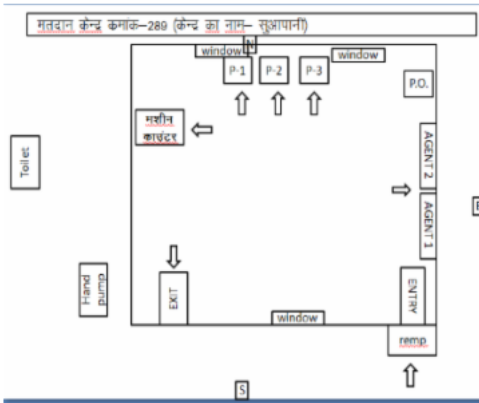 मतदान केन्द्र कमांक–289 (केन्द्र का नाम– सुआपानी)
N
window
window
P-1
P-2
P-3
P.O.
मशीन
काउंटर
Toilet
AGENT 2
AGENT 1
Hand
pump
EXIT
ENTRY
window
remp
S